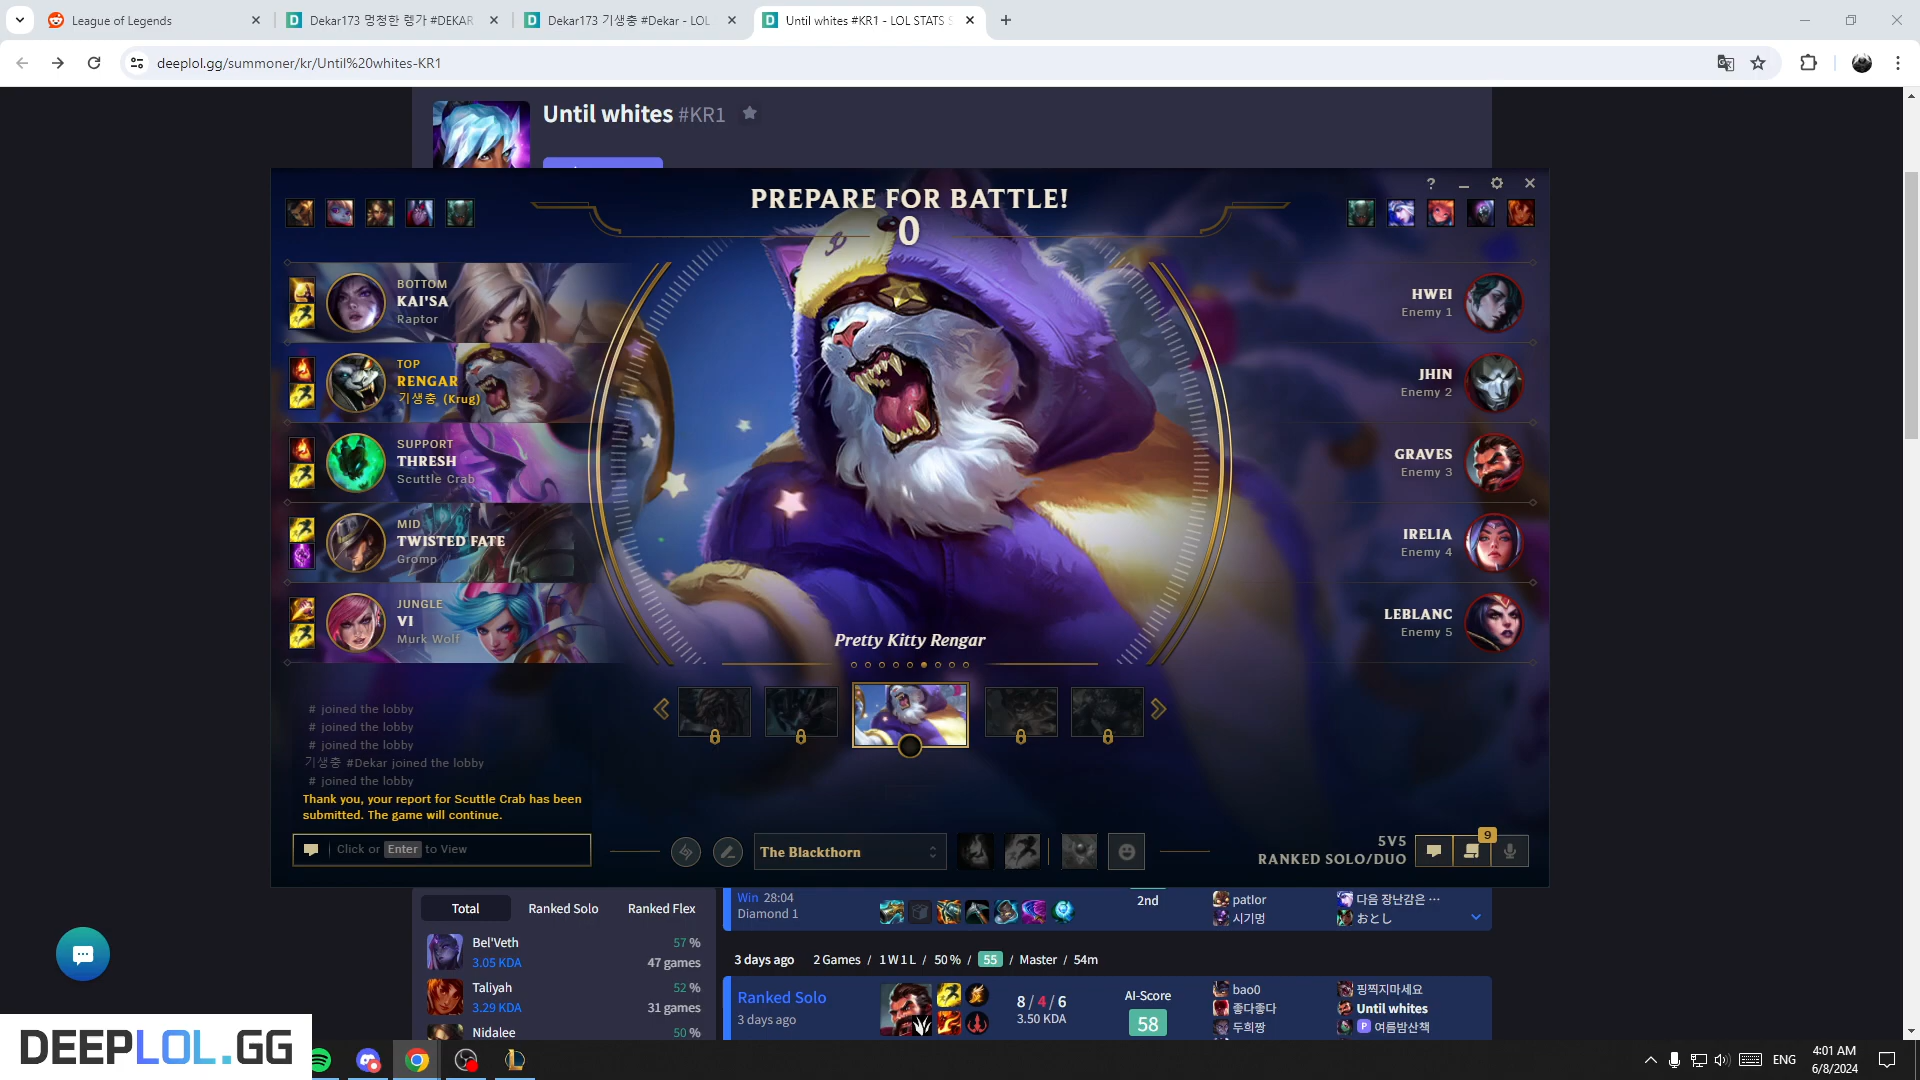 League of Legends
Dekar173 멍청한 렝가 #DEKAR
Dekar173 기생충 #Dekar - LOL
Until whites #KR1 - LOL STATS S
deeplol.gg/summoner/kr/Until%20whites-KR1
Until whites #KR1
PREPARE FOR BATTLE!
0
BOTTOM
KAI'SA
Raptor
TOP
RENGAR
기생충 (Krug)
SUPPORT
THRESH
Scuttle Crab
MID
TWISTED FATE
Gromp
JUNGLE
VI
Murk Wolf
HWEI
Enemy 1
JHIN
Enemy 2
GRAVES
Enemy 3
IRELIA
Enemy 4
LEBLANC
Enemy 5
Pretty Kitty Rengar
# joined the lobby
# joined the lobby
# joined the lobby
기생충 #Dekar joined the lobby
# joined the lobby
Thank you, your report for Scuttle Crab has been
submitted. The game will continue.
Click or Enter to View
The Blackthorn
5V5
RANKED SOLO/DUO
9
Total
Ranked Solo
Ranked Flex
Bel'Veth
57 %
3.05 KDA
47 games
Taliyah
52 %
3.29 KDA
31 games
Nidalee
50 %
Win 28:04
Diamond 1
2nd
patlor
시기멍
다음 장난감은 ...
おとし
3 days ago 2 Games / 1 W 1 L / 50 % / 55 / Master / 54m
Ranked Solo
3 days ago
8 / 4 / 6
3.50 KDA
AI-Score
58
bao0
좋다좋다
두희짱
핑찍지마세요
Until whites
P 여름밤산책
DEEPLOL.GG
ENG
4:01 AM
6/8/2024